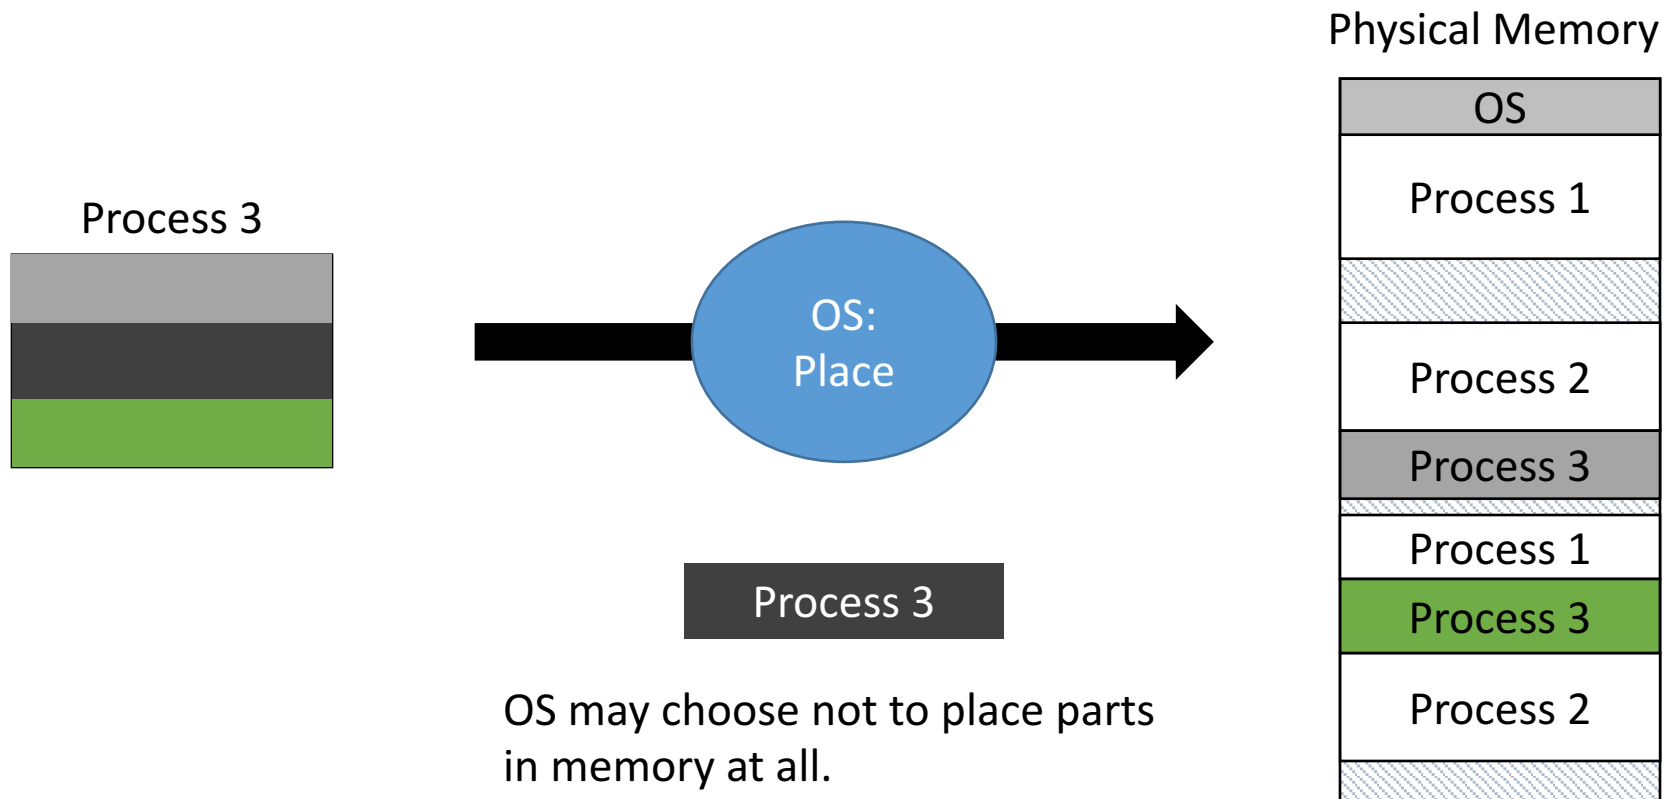 Physical Memory
OS
Process 1
Process 3
OS:
Place
Process 2
Process 3
Process 1
Process 3
Process 3
OS may choose not to place parts
in memory at all.
Process 2